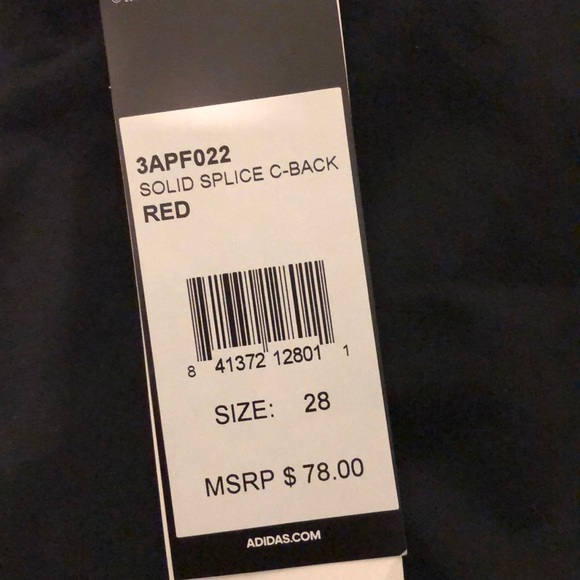 3APF022
SOLID SPLICE C-BACK
RED
8 41372 12801 1
SIZE: 28
MSRP $ 78.00
ADIDAS.COM